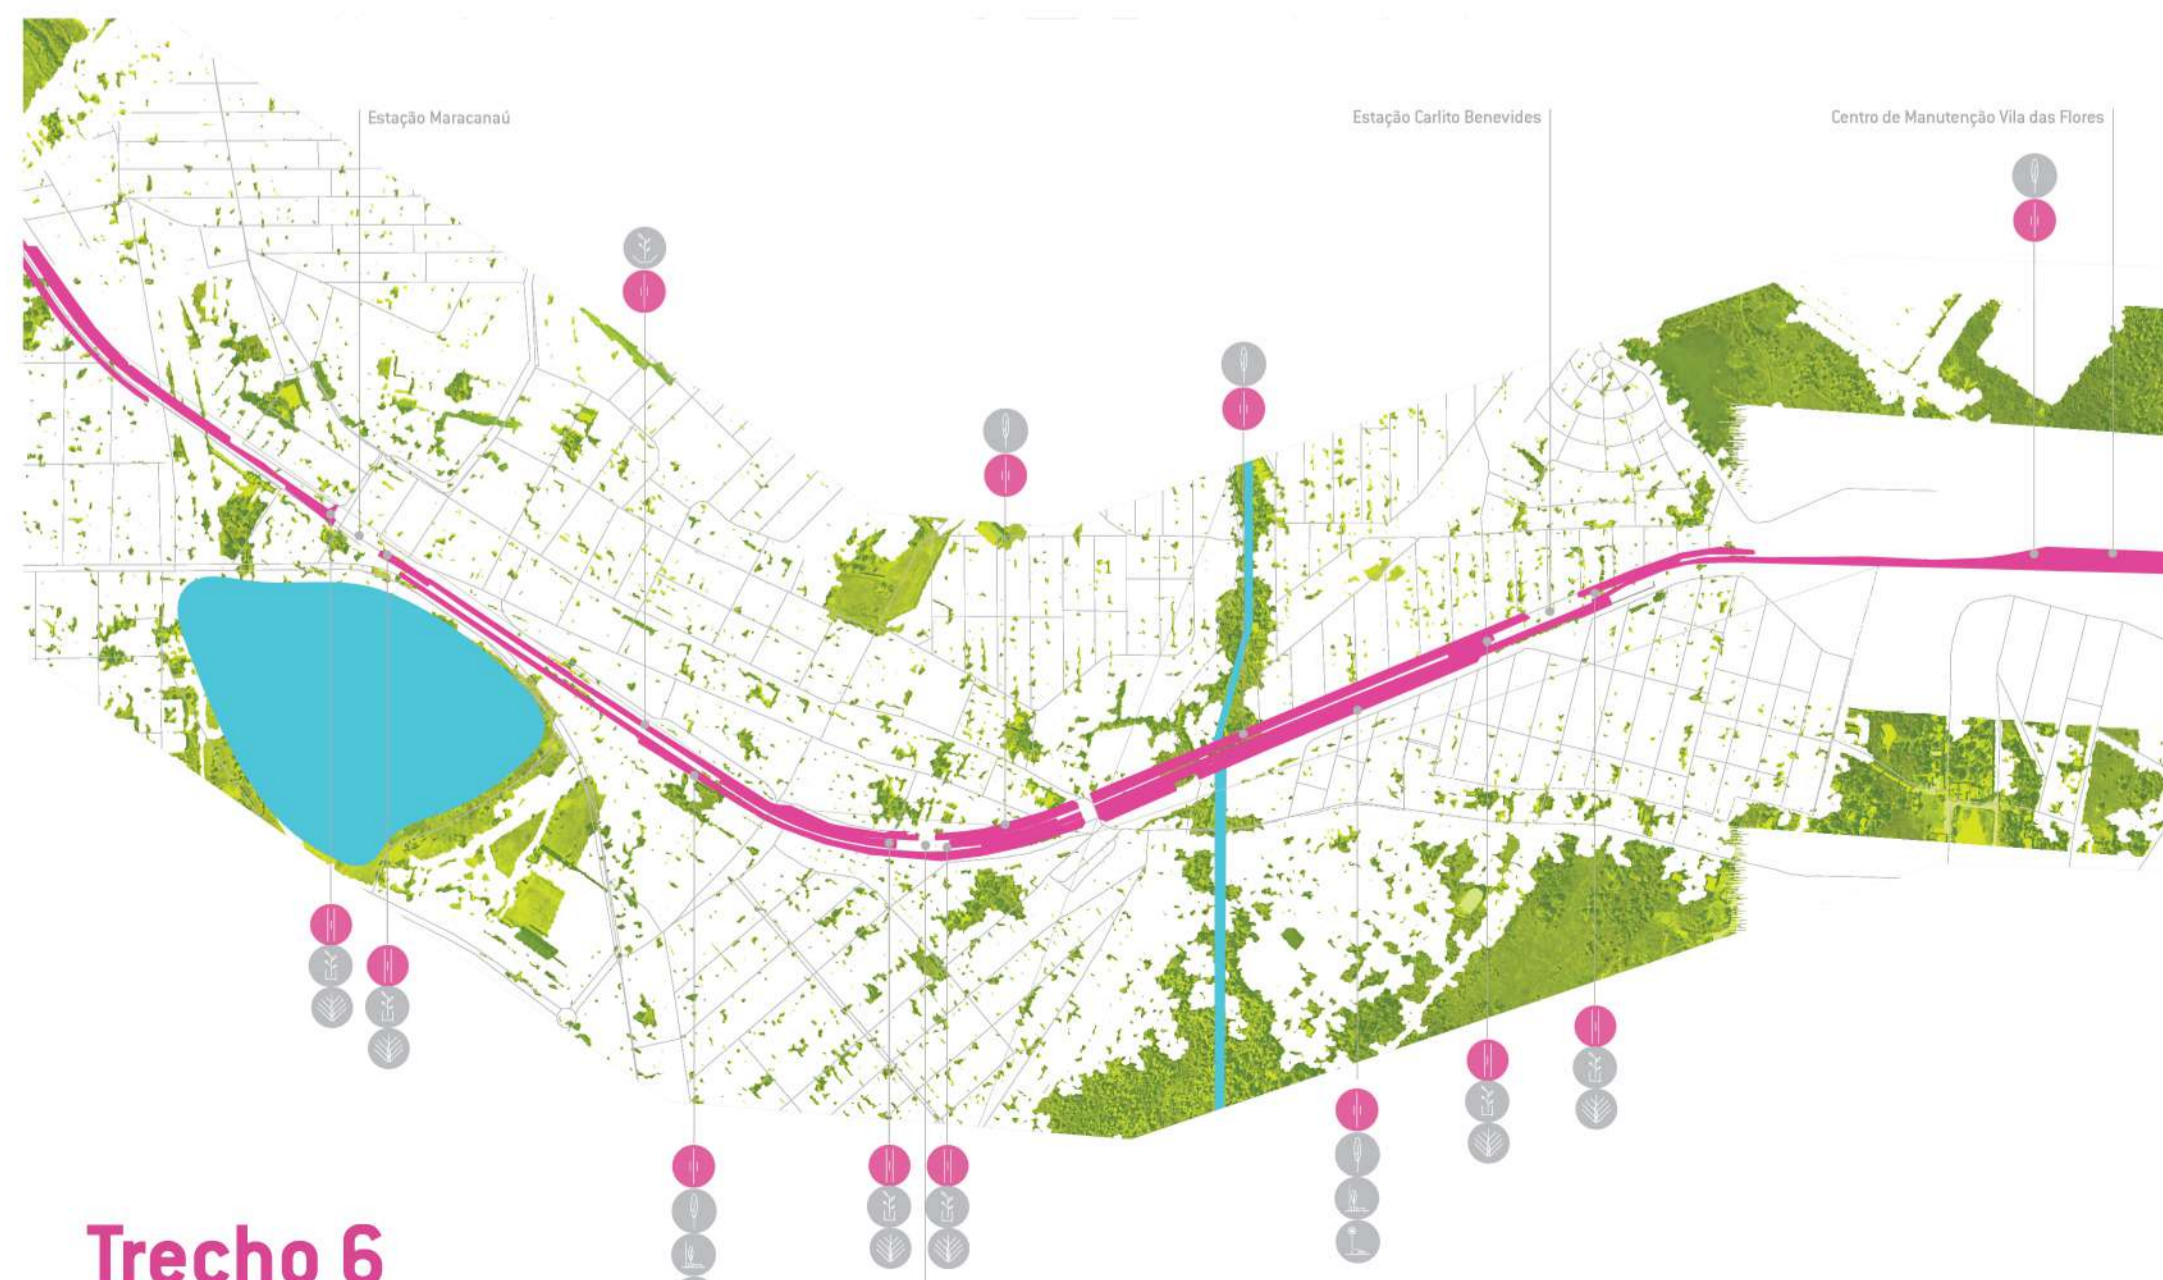 Estação Maracanaú
Estação Carlito Benevides
Centro de Manutenção Vila das Flores
Trecho 6